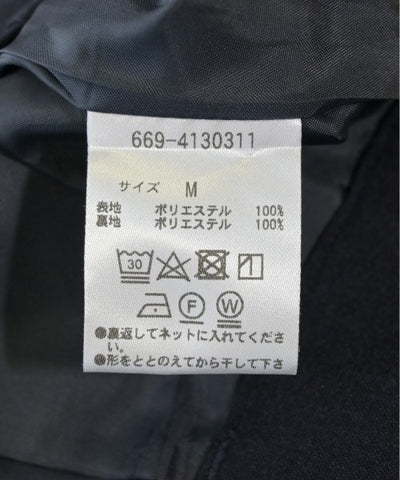 669-4130311
サイズ M
表地 ポリエステル 100%
裏地 ポリエステル 100%
30
F W
●裏返してネットに入れてくださ
い。
●形をととのえてから干して下さ